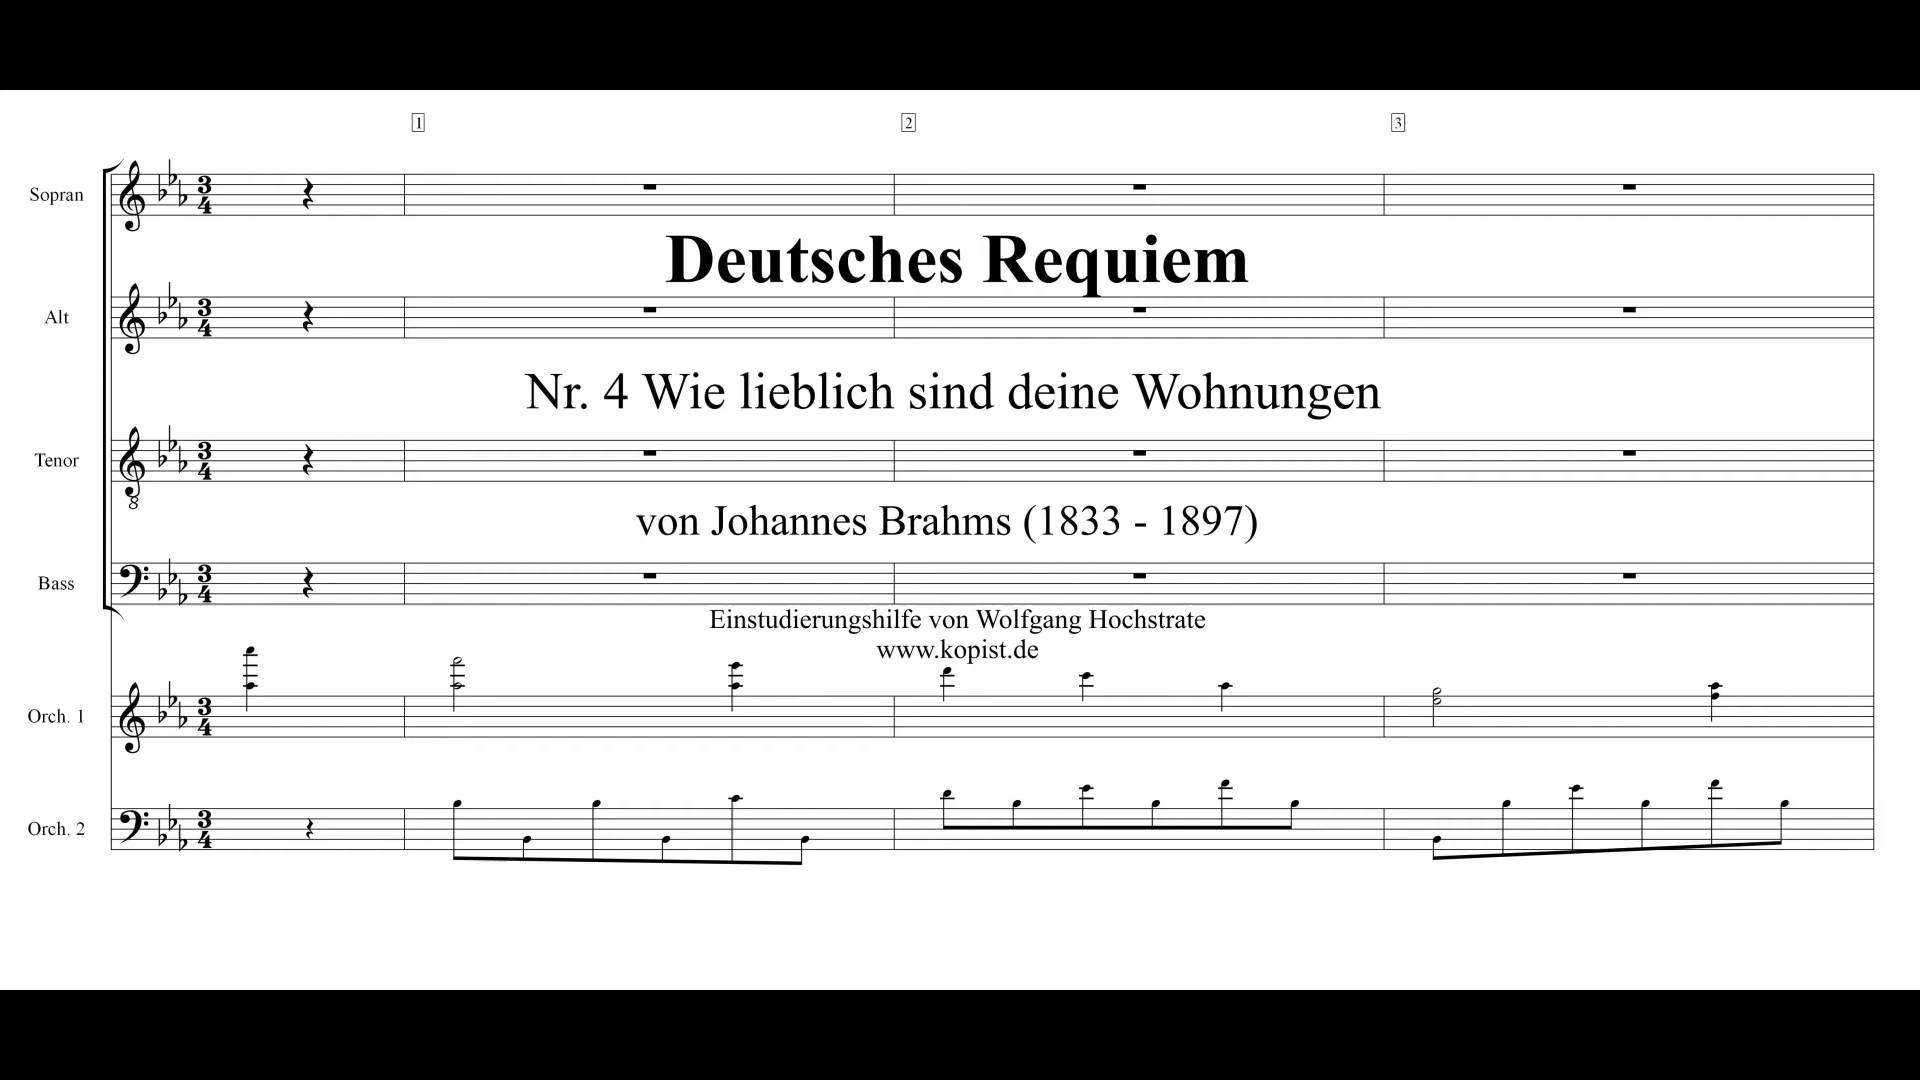 1 2 3
Sopran
Deutsches Requiem
Alt
Nr. 4 Wie lieblich sind deine Wohnungen
Tenor
8
von Johannes Brahms (1833 - 1897)
Bass
Einstudierungshilfe von Wolfgang Hochstrate
www.kopist.de
Orch. 1
Orch. 2